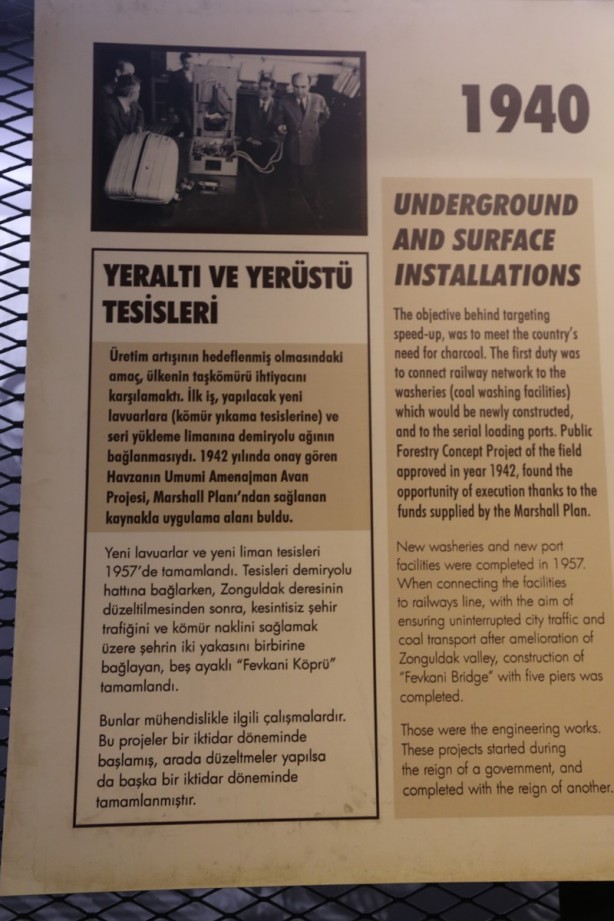 1940
YERALTI VE YERÜSTÜ
TESİSLERİ
Üretim artışının hedeflenmiş olmasındaki
amaç, ülkenin taşkömürü ihtiyacını
karşılamaktı. İlk iş, yapılacak yeni
lavuarlara (kömür yıkama tesislerine) ve
seri yükleme limanına demiryolu ağının
bağlanmasıydı. 1942 yılında onay gören
Havzanın Umumi Amenajman Avan
Projesi, Marshall Planı'ndan sağlanan
kaynakla uygulama alanı buldu.
Yeni lavuarlar ve yeni liman tesisleri
1957'de tamamlandı. Tesisleri demiryolu
hattına bağlarken, Zonguldak deresinin
düzeltilmesinden sonra, kesintisiz şehir
trafiğini ve kömür naklini sağlamak
üzere şehrin iki yakasını birbirine
bağlayan, beş ayaklı "Fevkani Köprü"
tamamlandı.
Bunlar mühendislikle ilgili çalışmalardır.
Bu projeler bir iktidar döneminde
başlamış, arada düzeltmeler yapılsa
da başka bir iktidar döneminde
tamamlanmıştır.
UNDERGROUND
AND SURFACE
INSTALLATIONS
The objective behind targeting
speed-up, was to meet the country's
need for charcoal. The first duty was
to connect railway network to the
washeries (coal washing facilities)
which would be newly constructed,
and to the serial loading ports. Public
Forestry Concept Project of the field
approved in year 1942, found the
opportunity of execution thanks to the
funds supplied by the Marshall Plan.
New washeries and new port
facilities were completed in 1957.
When connecting the facilities
to railways line, with the aim of
ensuring uninterrupted city traffic and
coal transport after amelioration of
Zonguldak valley, construction of
"Fevkani Bridge" with five piers was
completed.
Those were the engineering works.
These projects started during
the reign of a government, and
completed with the reign of another.